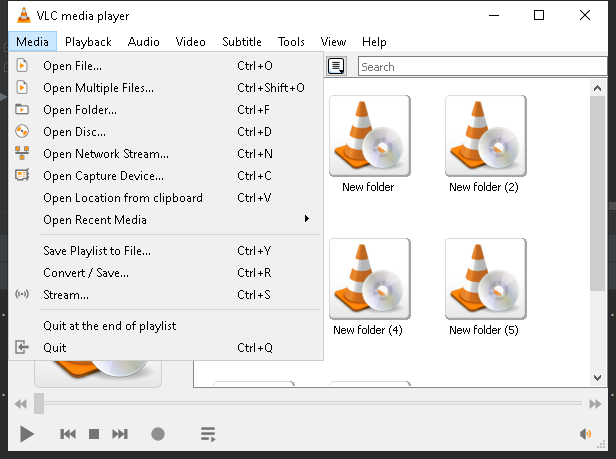 VLC media player
Media Playback Audio Video Subtitle Tools View Help
Open File... Ctrl+O
Open Multiple Files... Ctrl+Shift+O
Open Folder... Ctrl+F
Open Disc... Ctrl+D
Open Network Stream... Ctrl+N
Open Capture Device... Ctrl+C
Open Location from clipboard Ctrl+V
Open Recent Media
Save Playlist to File... Ctrl+Y
Convert / Save... Ctrl+R
Stream... Ctrl+S
Quit at the end of playlist
Quit Ctrl+Q
Search
New folder New folder (2)
New folder (4) New folder (5)